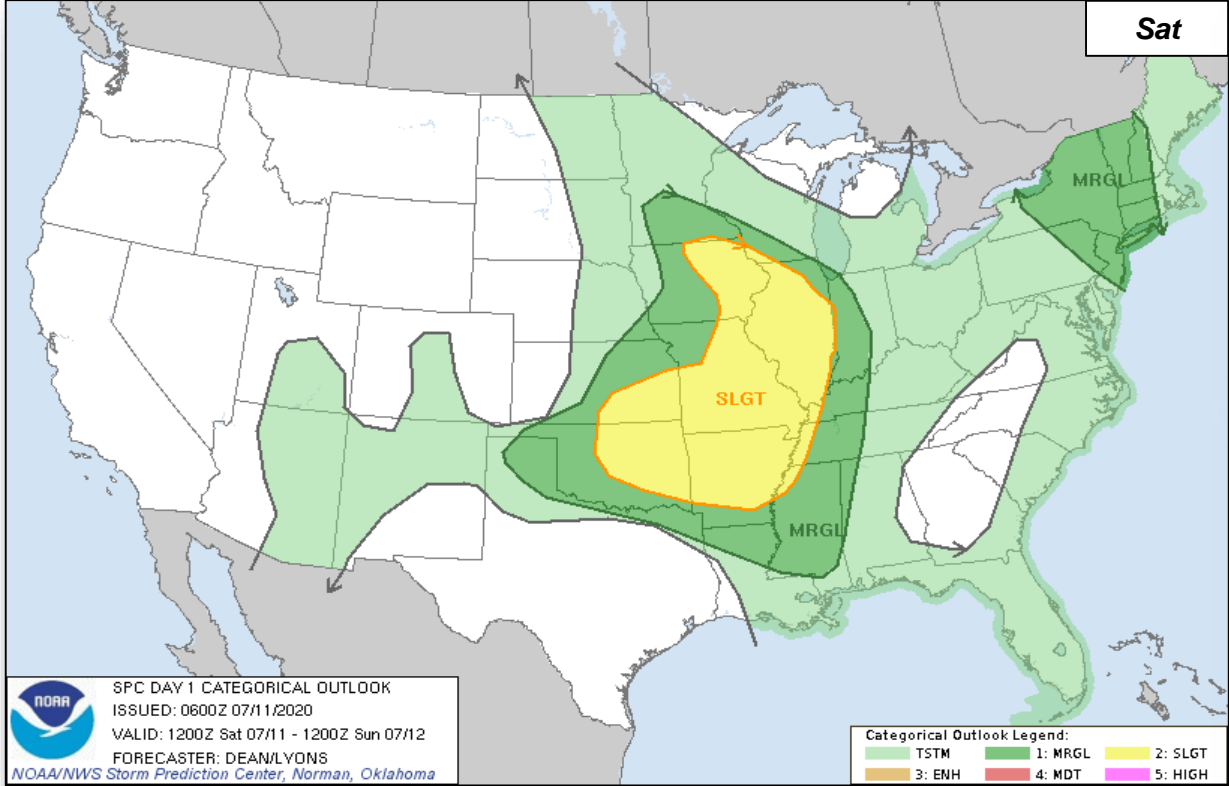 Sat
MRGL
SLGT
MRGL
NOAA
SPC DAY 1 CATEGORICAL OUTLOOK
ISSUED: 0600Z 07/11/2020
VALID: 1200Z Sat 07/11 - 1200Z Sun 07/12
FORECASTER: DEAN/LYONS
NOAA/NWS Storm Prediction Center, Norman, Oklahoma
Categorical Outlook Legend:
TSTM 1: MRGL 2: SLGT
3: ENH 4: MDT 5: HIGH